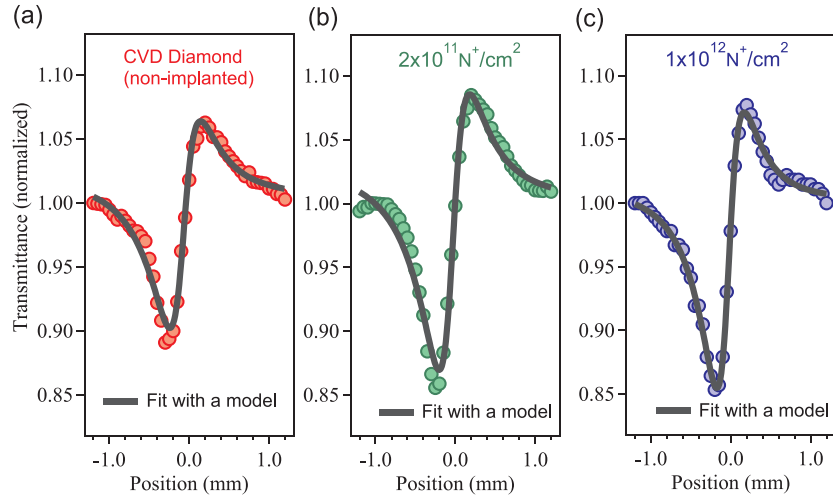 (a)
CVD Diamond
(non-implanted)
Transmittance (normalized)
1.10
1.05
1.00
0.95
0.90
0.85
Fit with a model
-1.0
0.0
1.0
Position (mm)
(b)
2x10¹¹N⁺/cm²
1.10
1.05
1.00
0.95
0.90
0.85
Fit with a model
-1.0
0.0
1.0
Position (mm)
(c)
1x10¹²N⁺/cm²
1.10
1.05
1.00
0.95
0.90
0.85
Fit with a model
-1.0
0.0
1.0
Position (mm)